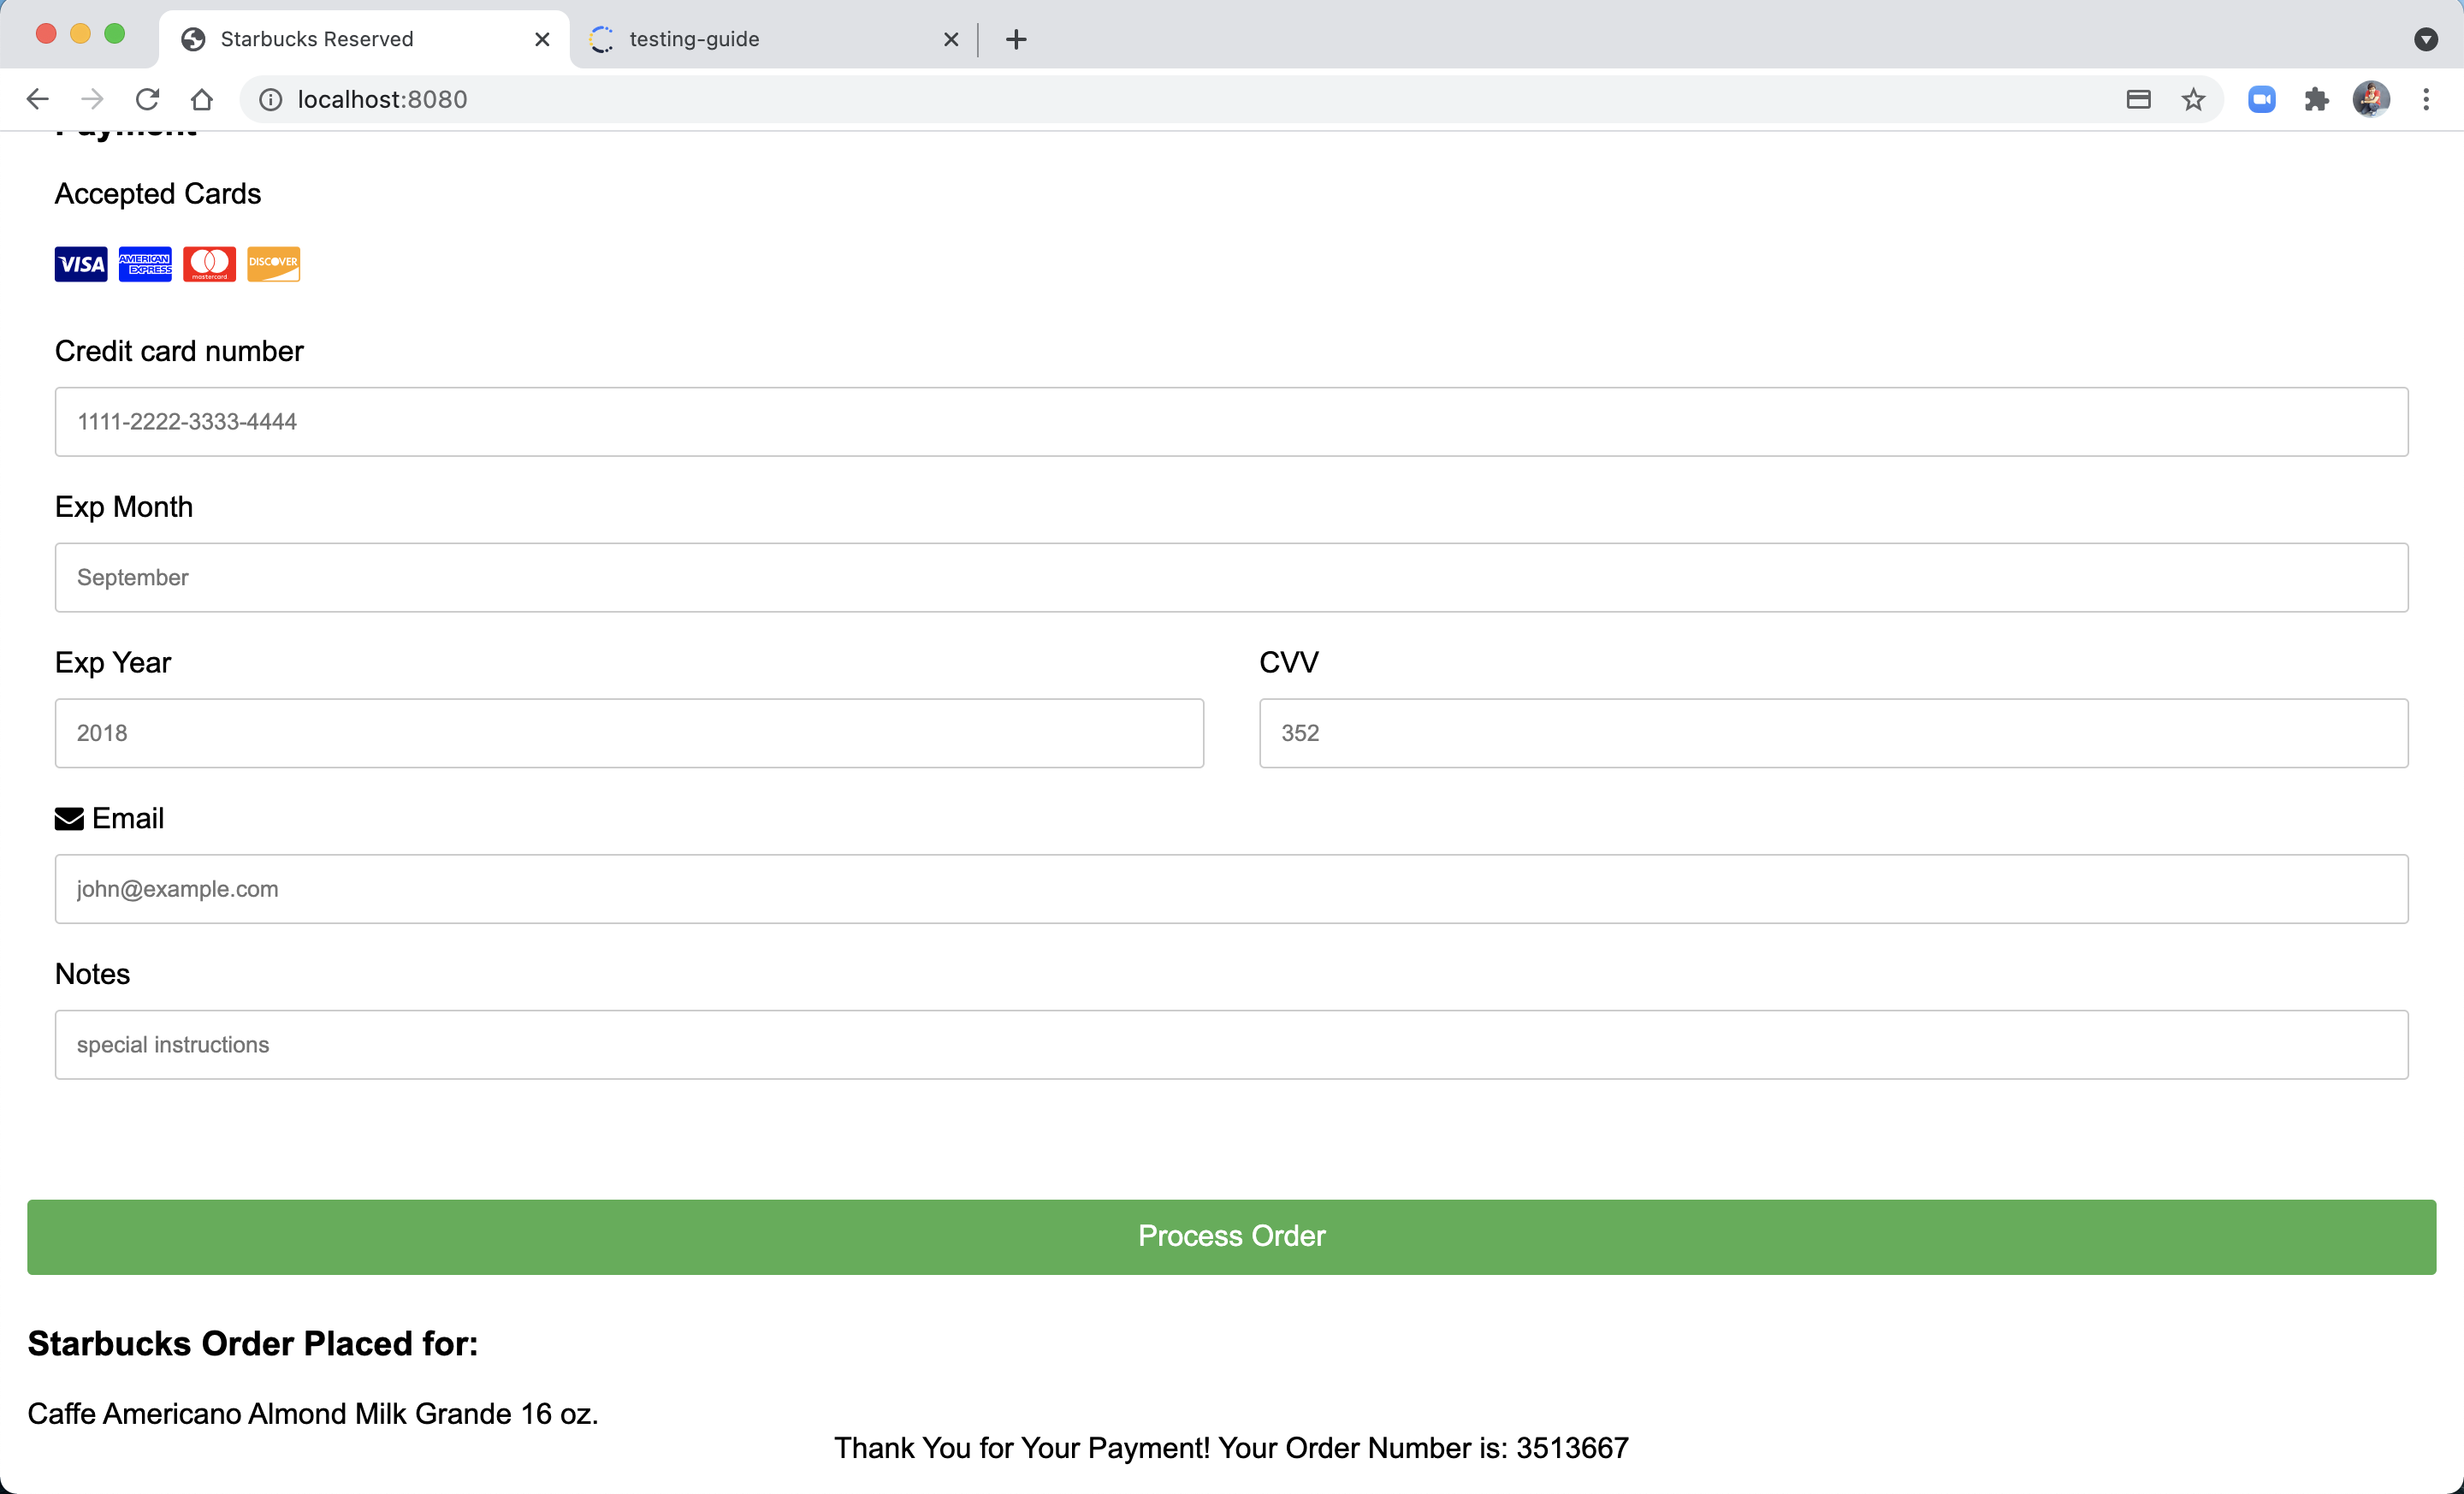 Starbucks Reserved
testing-guide
localhost:8080
Payment
Accepted Cards
VISA AMERICAN EXPRESS mastercard DISCOVER
Credit card number
1111-2222-3333-4444
Exp Month
September
Exp Year CVV
2018 352
Email
john@example.com
Notes
special instructions
Process Order
Starbucks Order Placed for:
Caffe Americano Almond Milk Grande 16 oz.
Thank You for Your Payment! Your Order Number is: 3513667